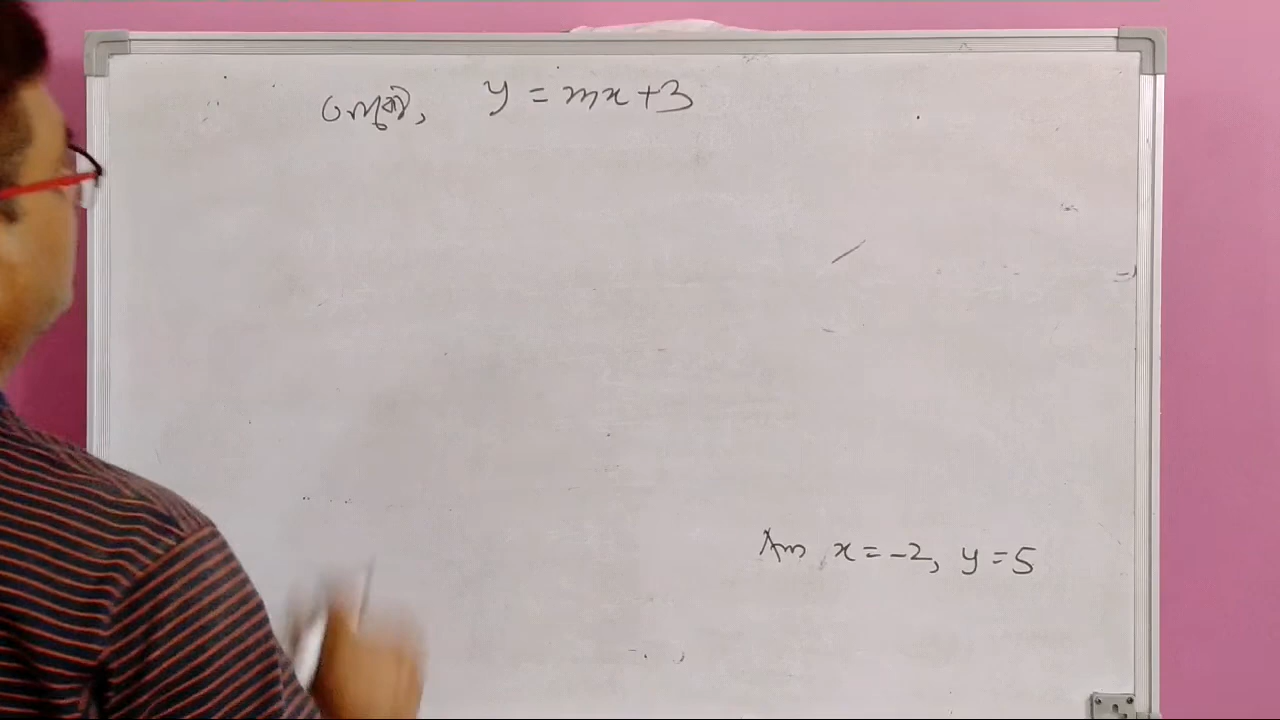 y = mx + 3
Ans x = -2, y = 5